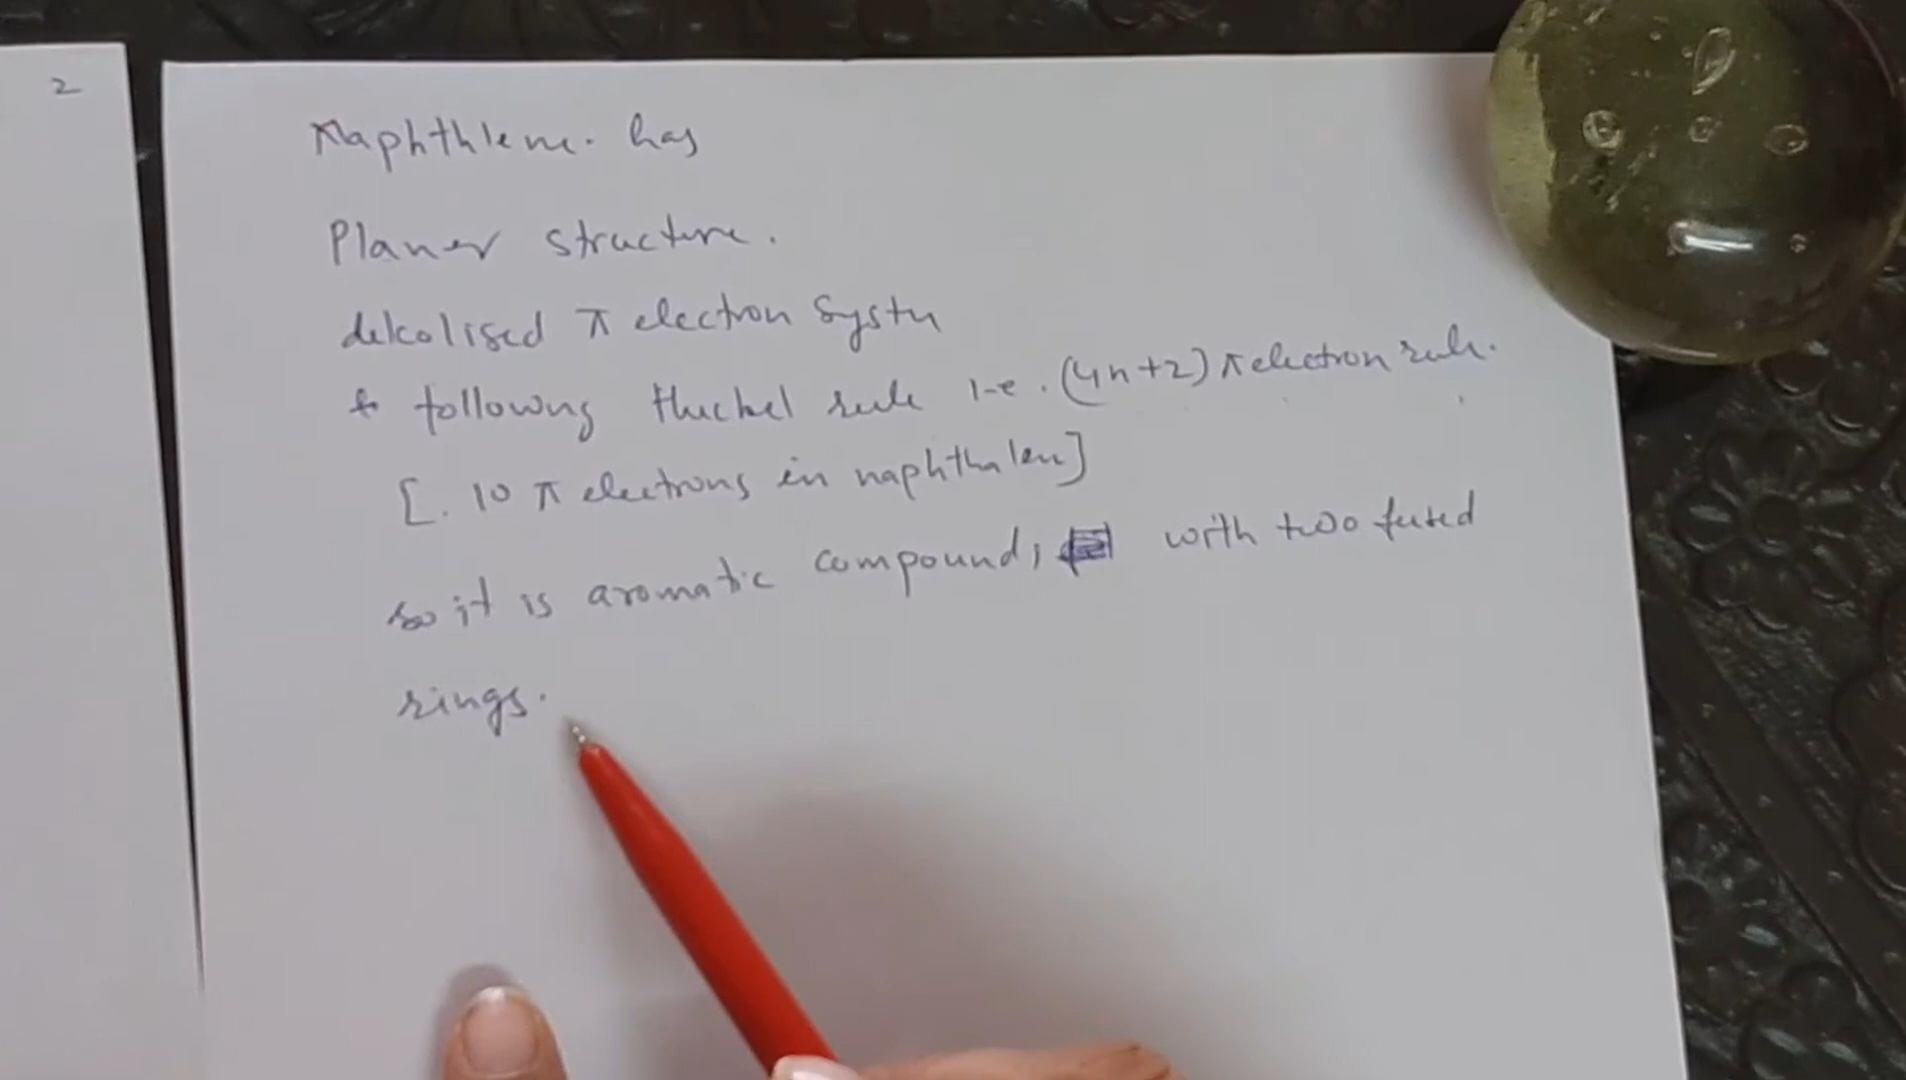 2
Naphthlene. has
Planer structure.
delcolised π electron System
& following Huckel rule i-e. (4n+2) π electron rule.
[. 10 π electrons in naphthalen]
so it is aromatic compound, with two fused
rings.